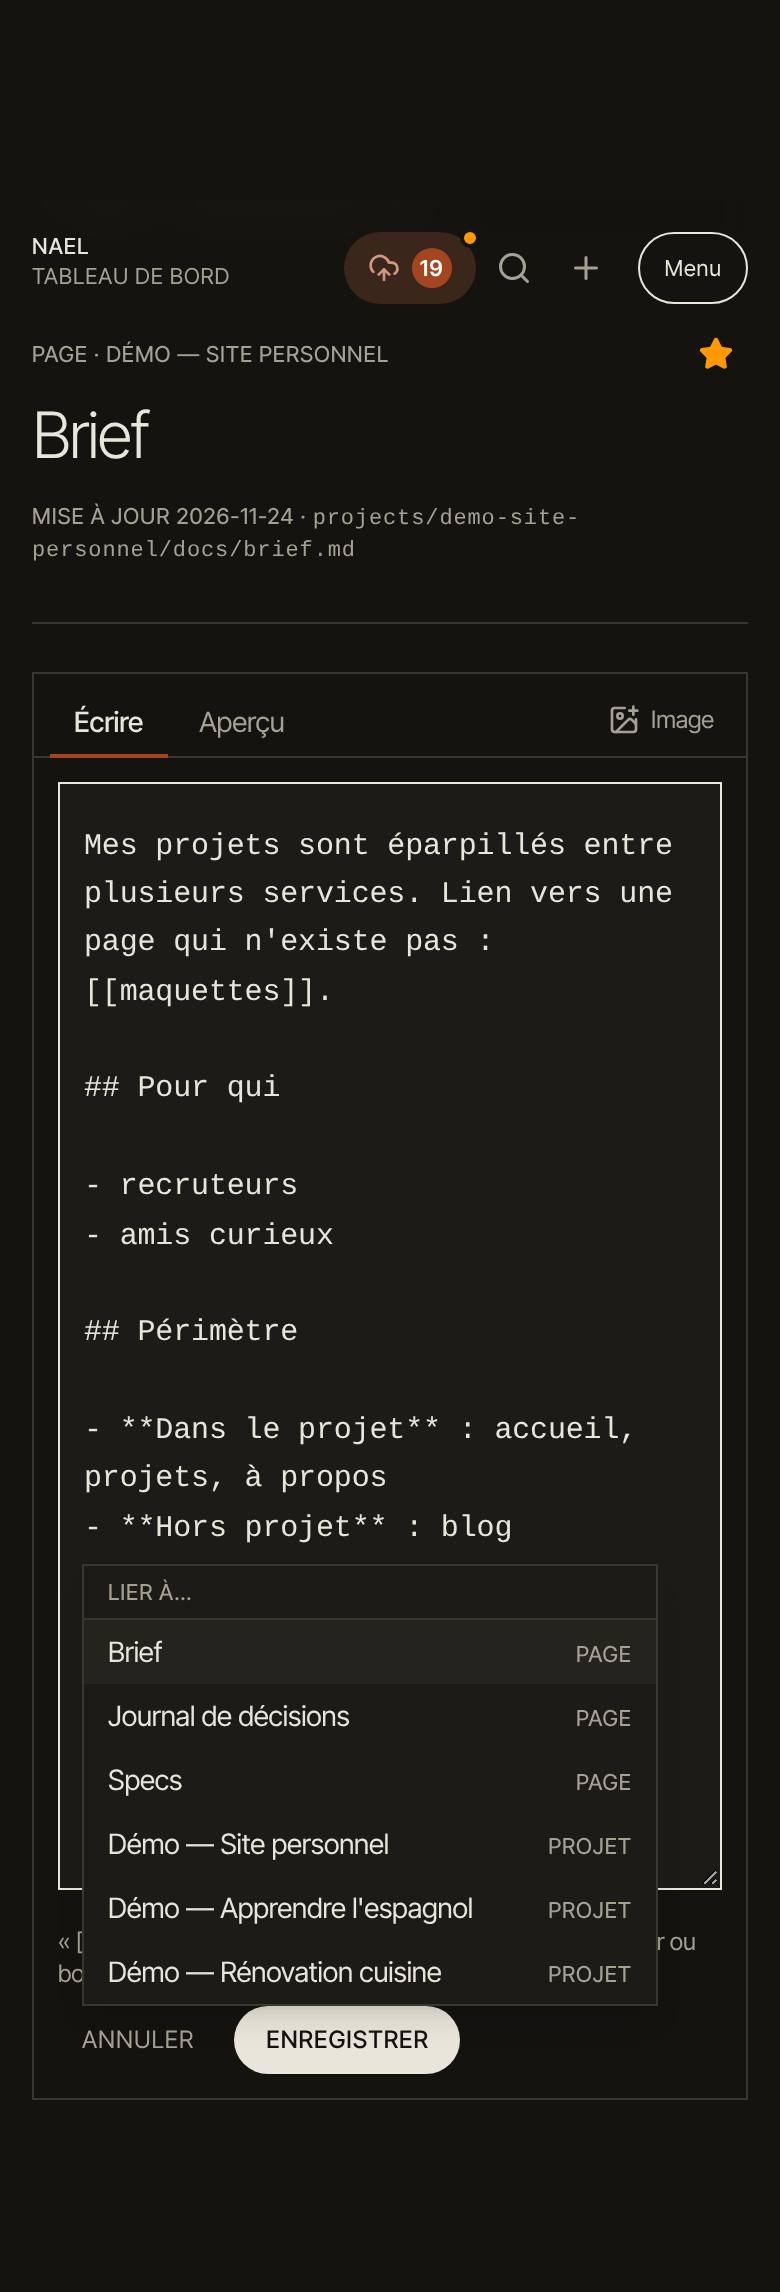 NAEL
TABLEAU DE BORD
19
Menu
PAGE · DÉMO — SITE PERSONNEL
Brief
MISE À JOUR 2026-11-24 · projects/demo-site-
personnel/docs/brief.md
Écrire
Aperçu
Image
Mes projets sont éparpillés entre
plusieurs services. Lien vers une
page qui n'existe pas :
[[maquettes]].
## Pour qui
- recruteurs
- amis curieux
## Périmètre
- **Dans le projet** : accueil,
projets, à propos
- **Hors projet** : blog
LIER À…
Brief PAGE
Journal de décisions PAGE
Specs PAGE
Démo — Site personnel PROJET
Démo — Apprendre l'espagnol PROJET
Démo — Rénovation cuisine PROJET
« [
ou
ANNULER
ENREGISTRER